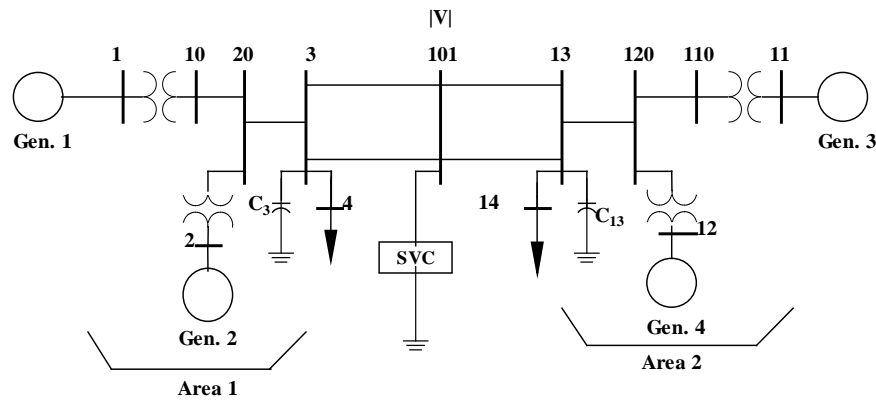 |V|
1 10 20 3 101 13 120 110 11
Gen. 1
Gen. 3
C3 4 14 C13
2 12
SVC
Gen. 2
Gen. 4
Area 1
Area 2